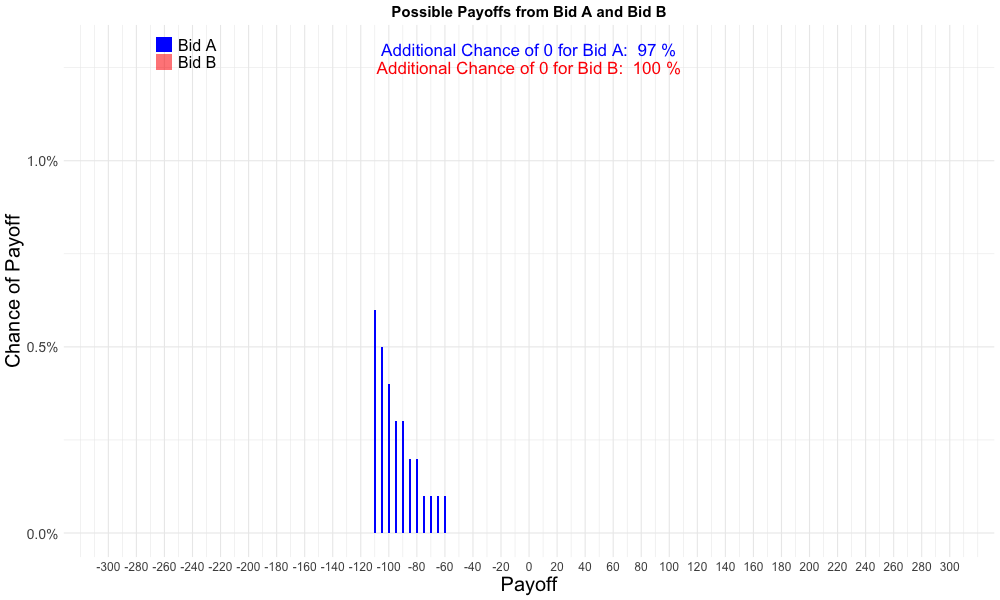 Possible Payoffs from Bid A and Bid B
Bid A
Bid B
Additional Chance of 0 for Bid A:  97 %
Additional Chance of 0 for Bid B:  100 %
Chance of Payoff
1.0%
0.5%
0.0%
-300 -280 -260 -240 -220 -200 -180 -160 -140 -120 -100 -80 -60 -40 -20 0 20 40 60 80 100 120 140 160 180 200 220 240 260 280 300
Payoff